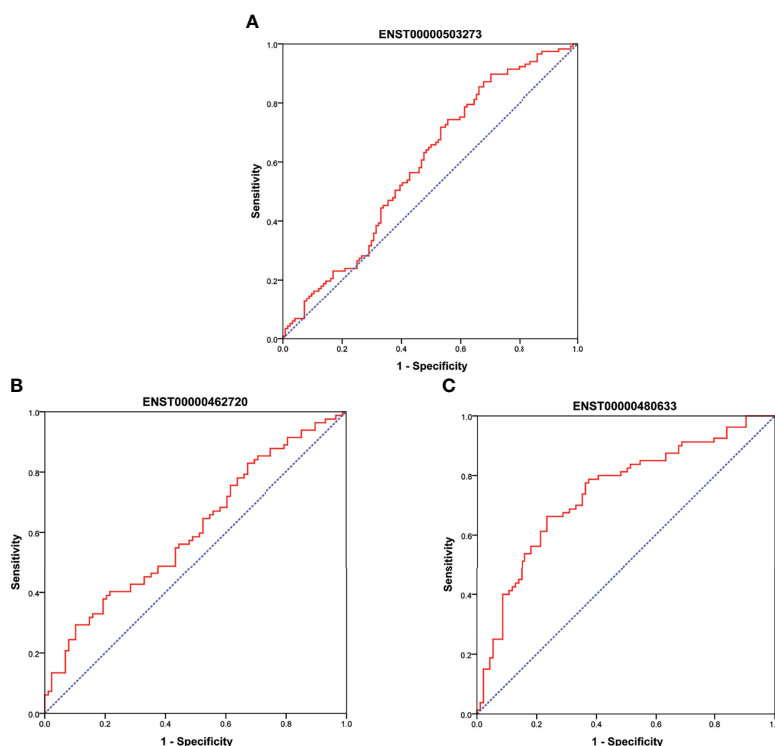 A
ENST00000503273
1.0
0.8
0.6
0.4
0.2
0.0
Sensitivity
0.0 0.2 0.4 0.6 0.8 1.0
1 - Specificity
B
ENST00000462720
1.0
0.8
0.6
0.4
0.2
0.0
Sensitivity
0.0 0.2 0.4 0.6 0.8 1.0
1 - Specificity
C
ENST00000480633
1.0
0.8
0.6
0.4
0.2
0.0
Sensitivity
0.0 0.2 0.4 0.6 0.8 1.0
1 - Specificity